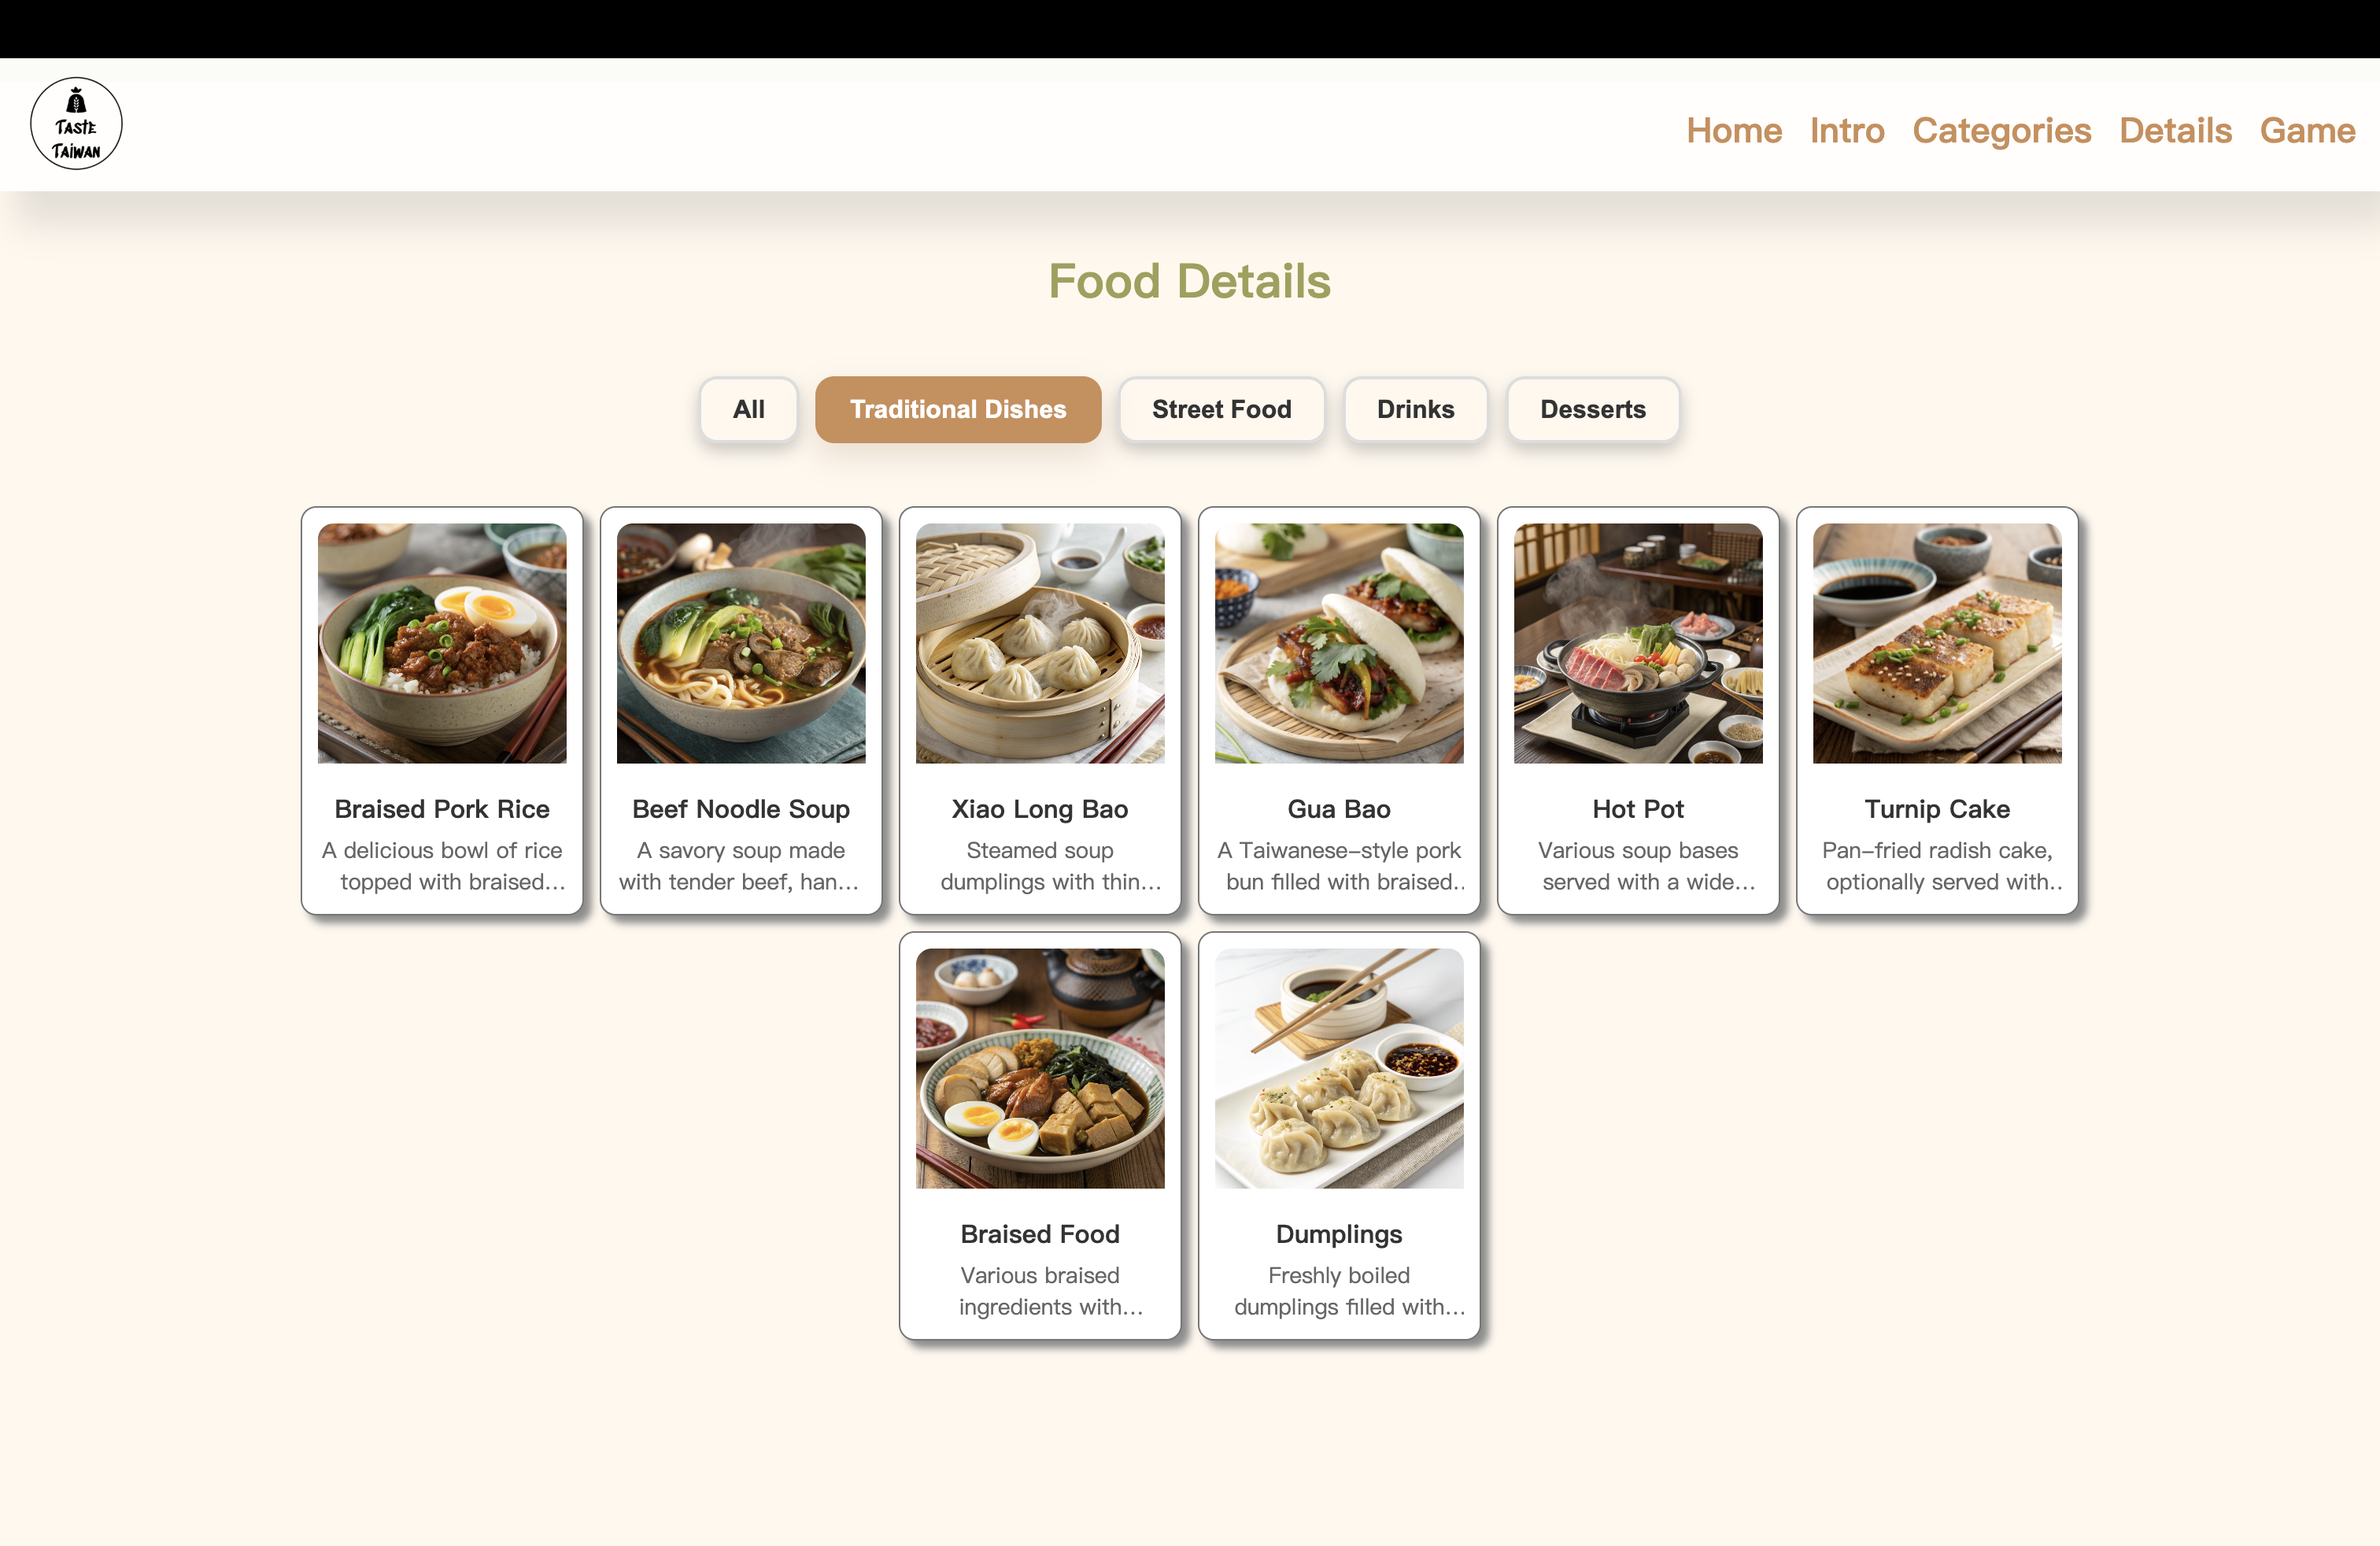 TASTE
TAIWAN
Home Intro Categories Details Game
Food Details
All Traditional Dishes Street Food Drinks Desserts
Braised Pork Rice
A delicious bowl of rice
topped with braised...
Beef Noodle Soup
A savory soup made
with tender beef, han...
Xiao Long Bao
Steamed soup
dumplings with thin...
Gua Bao
A Taiwanese-style pork
bun filled with braised..
Hot Pot
Various soup bases
served with a wide...
Turnip Cake
Pan-fried radish cake,
optionally served with..
Braised Food
Various braised
ingredients with...
Dumplings
Freshly boiled
dumplings filled with...